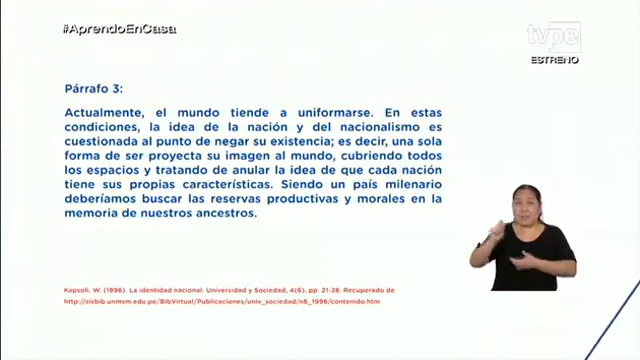 #AprendoEnCasa
tvpe
ESTRENO
Párrafo 3:
Actualmente, el mundo tiende a uniformarse. En estas
condiciones, la idea de la nación y del nacionalismo es
cuestionada al punto de negar su existencia; es decir, una sola
forma de ser proyecta su imagen al mundo, cubriendo todos
los espacios y tratando de anular la idea de que cada nación
tiene sus propias características. Siendo un país milenario
deberíamos buscar las reservas productivas y morales en la
memoria de nuestros ancestros.
Kapsoli, W. (1996). La identidad nacional. Universidad y Sociedad, 4(6), pp. 21-28. Recuperado de
http://sisbib.unmsm.edu.pe/BibVirtual/Publicaciones/univ_sociedad/n6_1996/contenido.htm